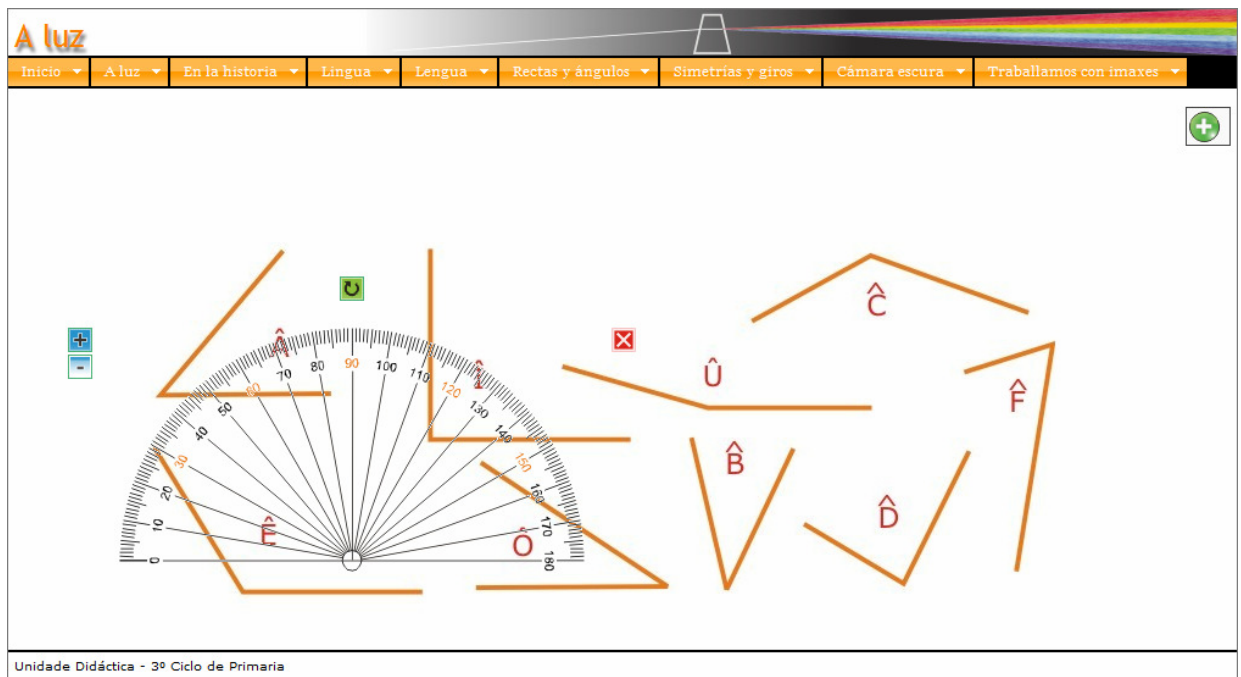 A luz
Inicio A luz En la historia Lingua Lengua Rectas y ángulos Simetrías y giros Cámara escura Traballamos con imaxes
Â
Î
Ĉ
Û
F̂
B̂
D̂
Ê
Ô
0 10 20 30 40 50 60 70 80 90 100 110 120 130 140 150 160 170 180
Unidade Didáctica - 3º Ciclo de Primaria